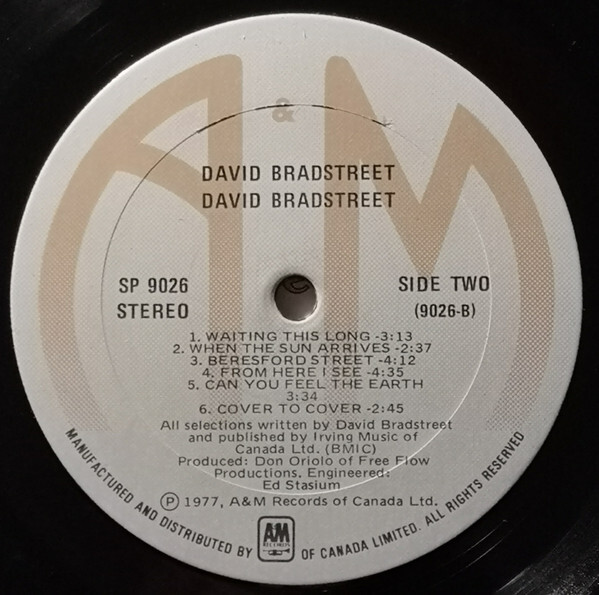 A & M
DAVID BRADSTREET
DAVID BRADSTREET
SP 9026
STEREO
SIDE TWO
(9026-B)
1. WAITING THIS LONG -3:13
2. WHEN THE SUN ARRIVES -2:37
3. BERESFORD STREET -4:12
4. FROM HERE I SEE -4:35
5. CAN YOU FEEL THE EARTH
3:34
6. COVER TO COVER -2:45
All selections written by David Bradstreet
and published by Irving Music of
Canada Ltd. (BMIC)
Produced: Don Oriolo of Free Flow
Productions, Engineered:
Ed Stasium
Ⓟ 1977, A&M Records of Canada Ltd.
MANUFACTURED AND DISTRIBUTED BY A&M RECORDS OF CANADA LIMITED. ALL RIGHTS RESERVED